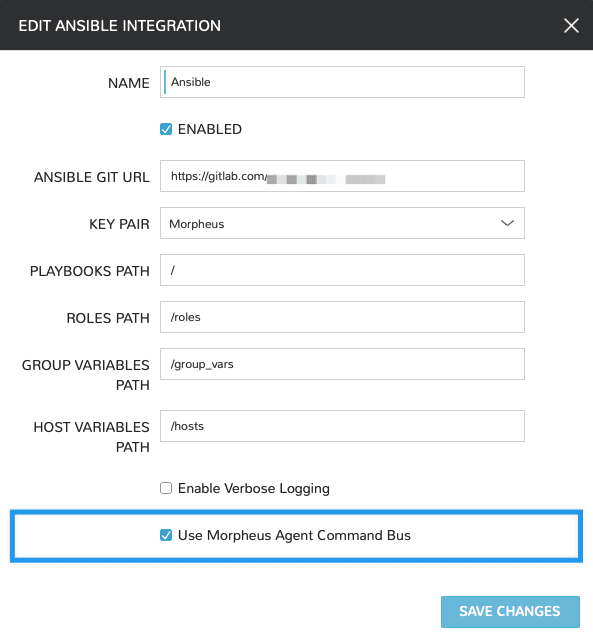 EDIT ANSIBLE INTEGRATION
NAME Ansible
ENABLED
ANSIBLE GIT URL https://gitlab.com/
KEY PAIR Morpheus
PLAYBOOKS PATH /
ROLES PATH /roles
GROUP VARIABLES PATH /group_vars
HOST VARIABLES PATH /hosts
Enable Verbose Logging
Use Morpheus Agent Command Bus
SAVE CHANGES